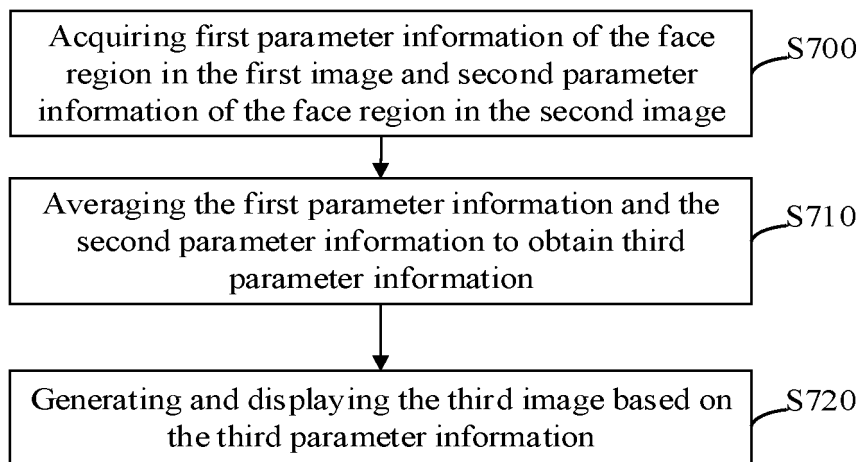 Acquiring first parameter information of the face
region in the first image and second parameter
information of the face region in the second image
S700
Averaging the first parameter information and the
second parameter information to obtain third
parameter information
S710
Generating and displaying the third image based on
the third parameter information
S720